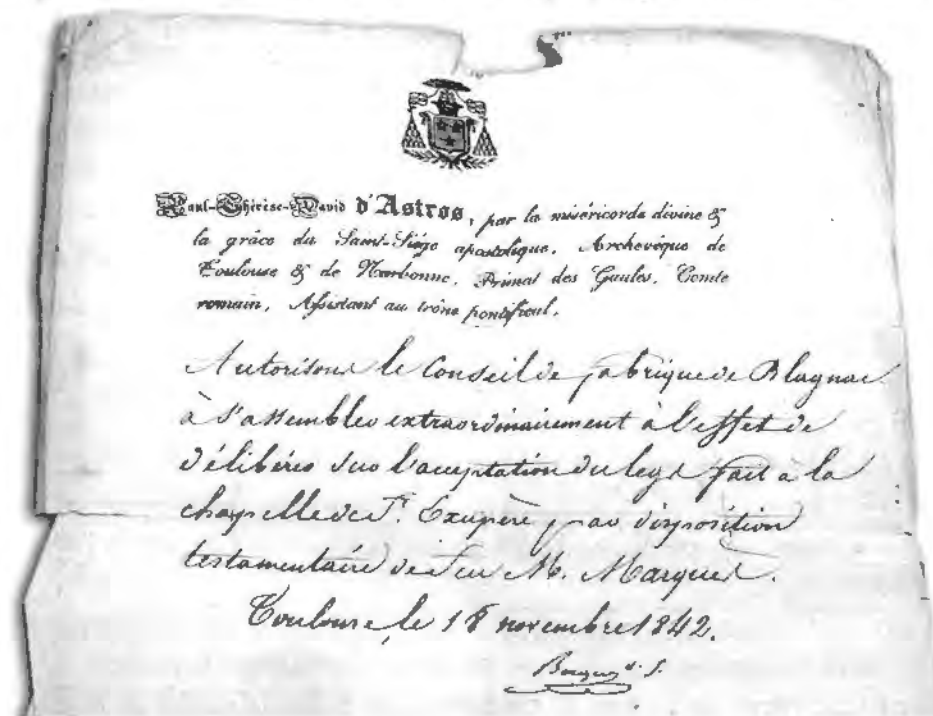 Paul-Thérèse-David d'Astros, par la miséricorde divine &
la grâce du Saint-Siége apostolique, Archevêque de
Toulouse & de Narbonne, Primat des Gaules, Comte
romain, Assistant au trône pontifical.
Autorisons le Conseil de fabrique de Blagnac
à s'assembler extraordinairement à l'effet de
délibérer sur l'acceptation du legs fait à la
chapelle de St. Exupère par disposition
testamentaire de feu M. Marques.
Toulouse le 18 novembre 1842.